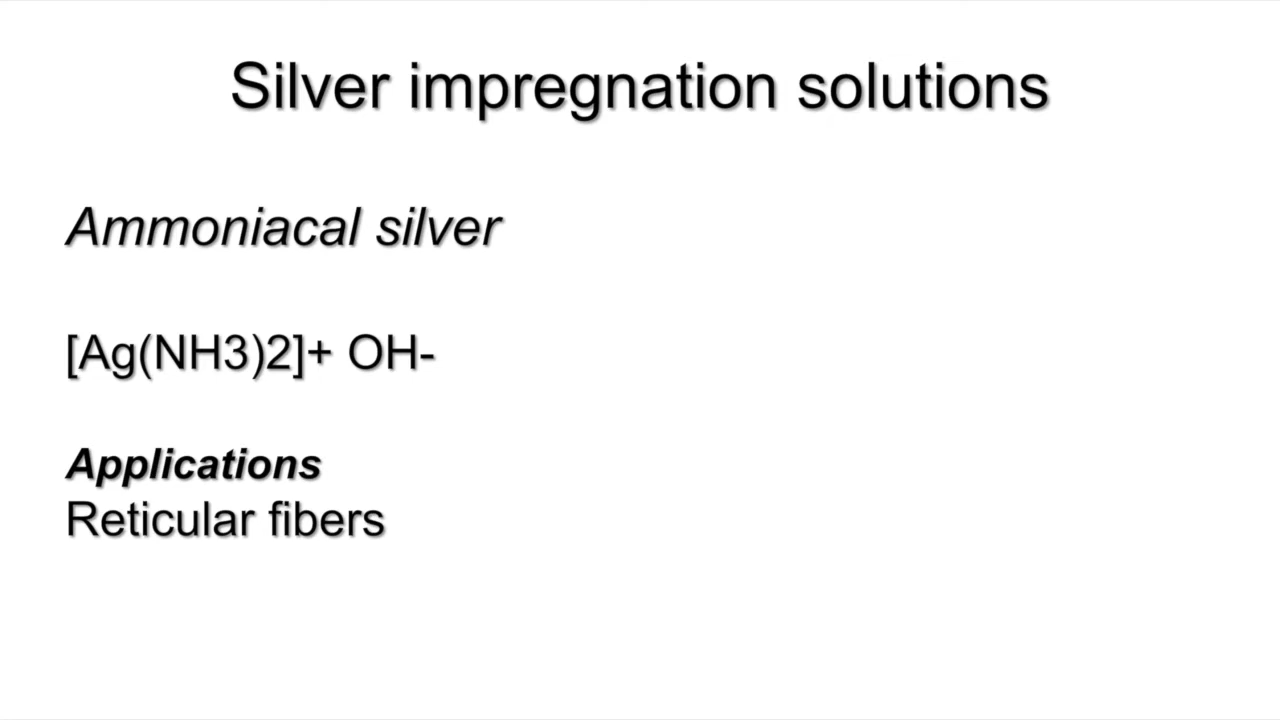 Silver impregnation solutions
Ammoniacal silver
[Ag(NH3)2]+ OH-
Applications
Reticular fibers